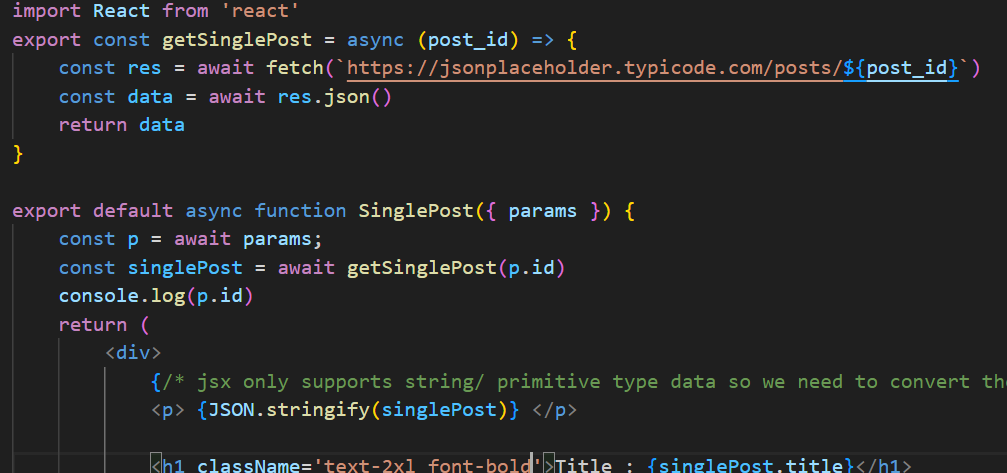 import React from 'react'
export const getSinglePost = async (post_id) => {
const res = await fetch(`https://jsonplaceholder.typicode.com/posts/${post_id}`)
const data = await res.json()
return data
}
export default async function SinglePost({ params }) {
const p = await params;
const singlePost = await getSinglePost(p.id)
console.log(p.id)
return (
<div>
{/* jsx only supports string/ primitive type data so we need to convert
<p> {JSON.stringify(singlePost)} </p>
<h1 className='text-2xl font-bold'>Title : {singlePost.title}</h1>